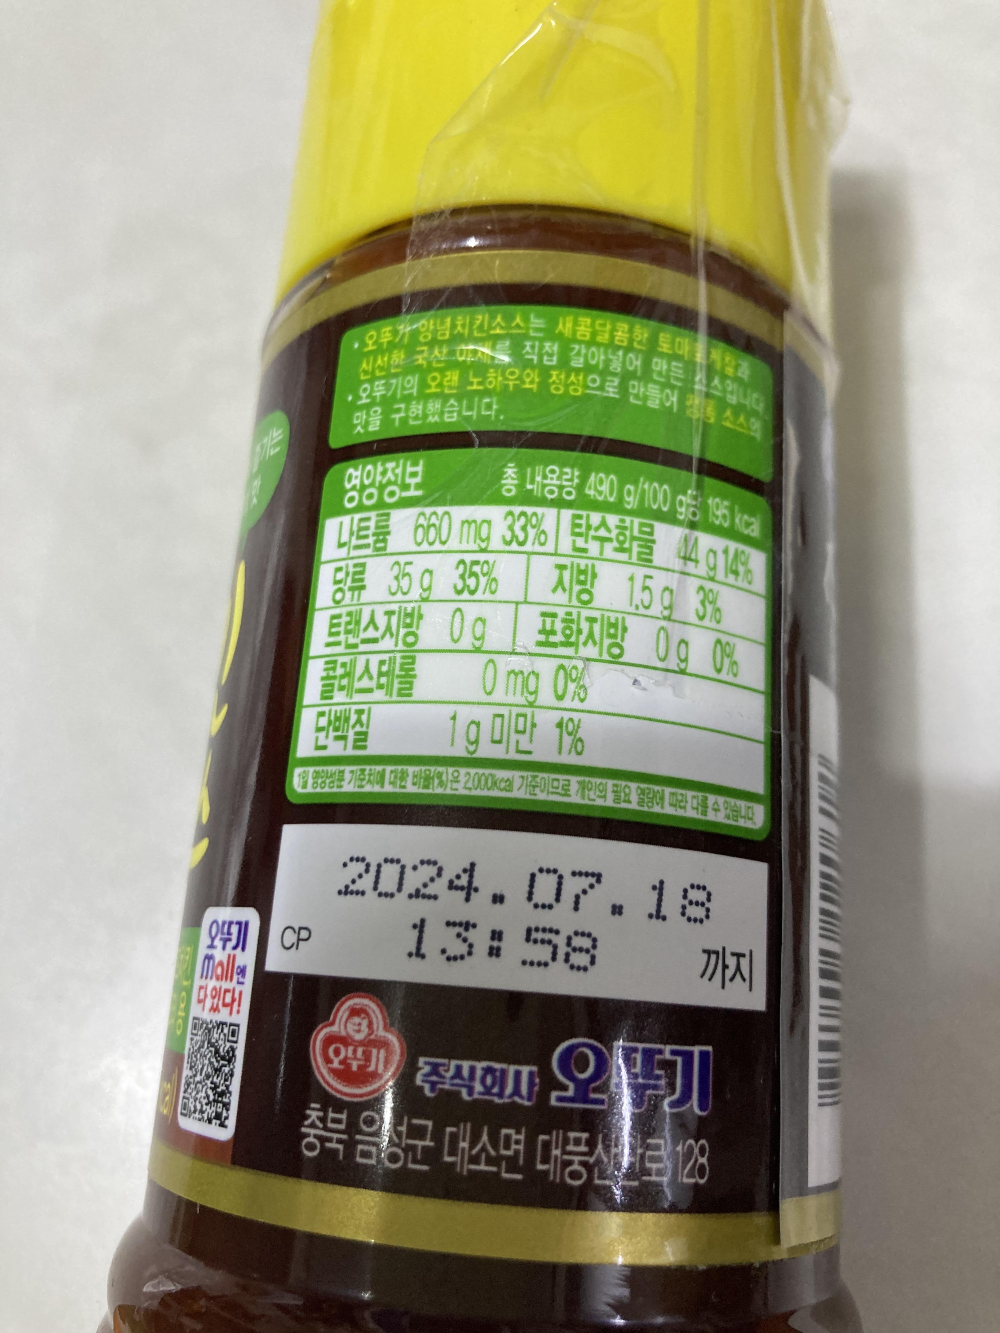 · 오뚜기 양념치킨소스는 새콤달콤한 토마토케찹과
신선한 국산 야채를 직접 갈아넣어 만든 소스입니다.
· 오뚜기의 오랜 노하우와 정성으로 만들어 정통 소스의
맛을 구현했습니다.
영양정보 총 내용량 490 g/100 g당 195 kcal
나트륨 660 mg 33% 탄수화물 44 g 14%
당류 35 g 35% 지방 1.5 g 3%
트랜스지방 0 g 포화지방 0 g 0%
콜레스테롤 0 mg 0%
단백질 1 g 미만 1%
1일 영양성분 기준치에 대한 비율(%)은 2,000kcal 기준이므로 개인의 필요 열량에 따라 다를 수 있습니다.
2024.07.18
CP 13:58 까지
오뚜기
mall엔
다 있다!
오뚜기 주식회사 오뚜기
충북 음성군 대소면 대풍산단로 128